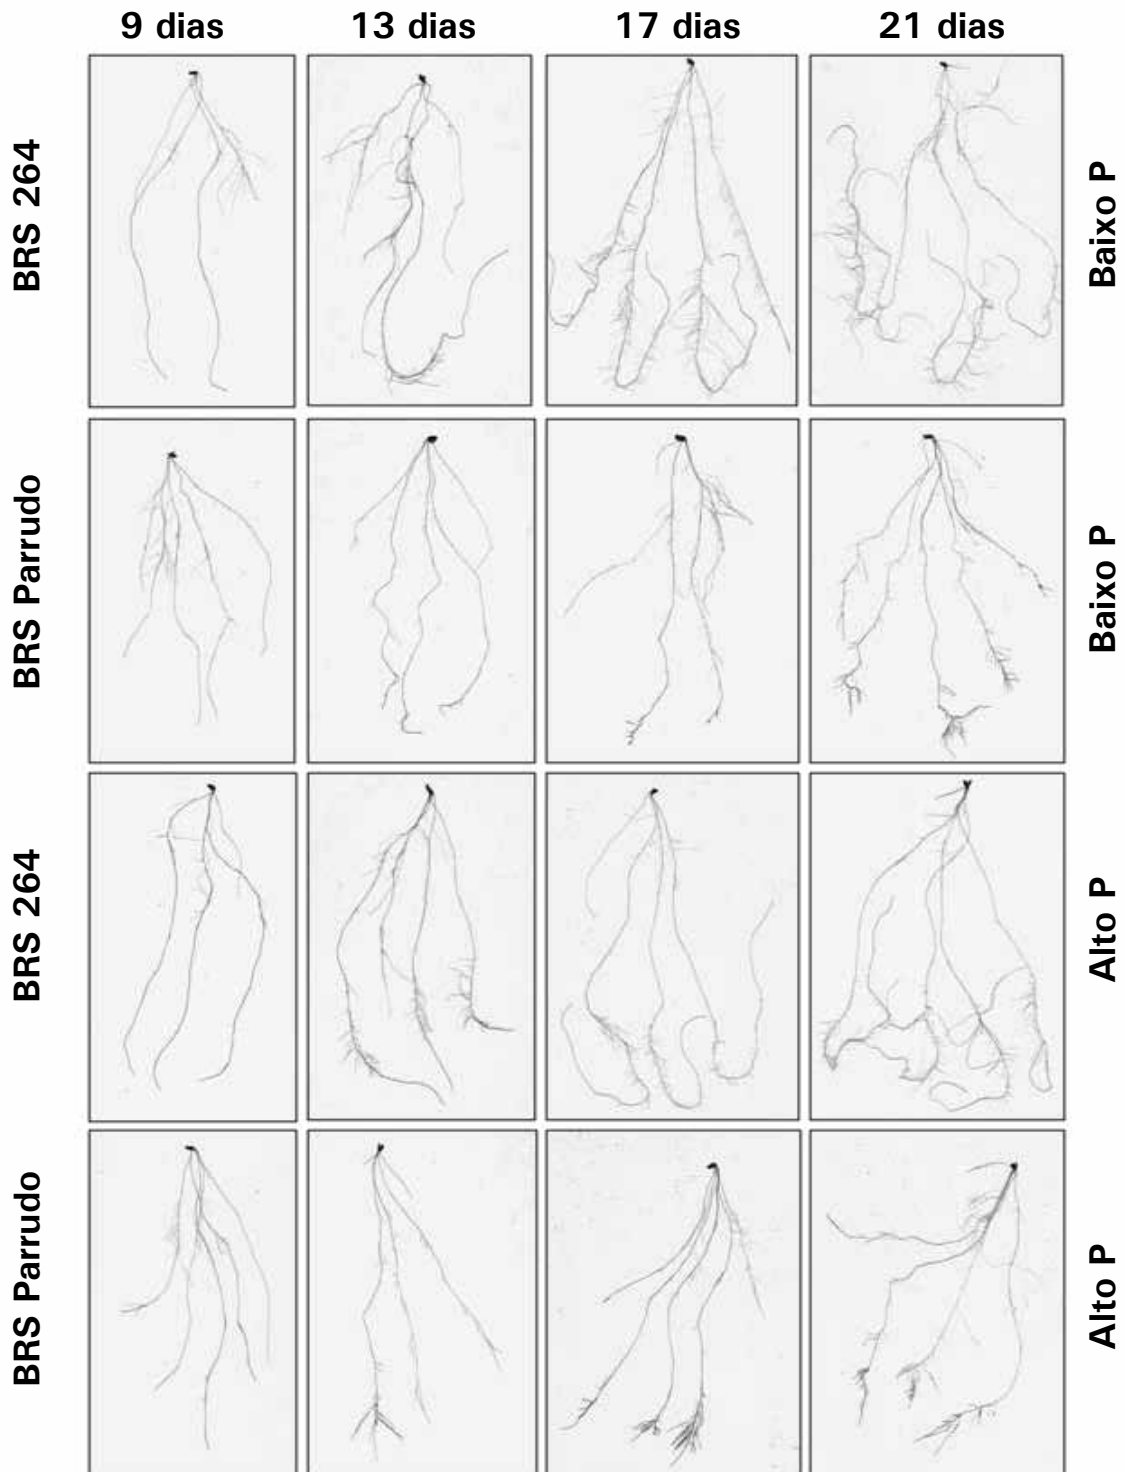 9 dias 13 dias 17 dias 21 dias
BRS 264 Baixo P
BRS Parrudo Baixo P
BRS 264 Alto P
BRS Parrudo Alto P